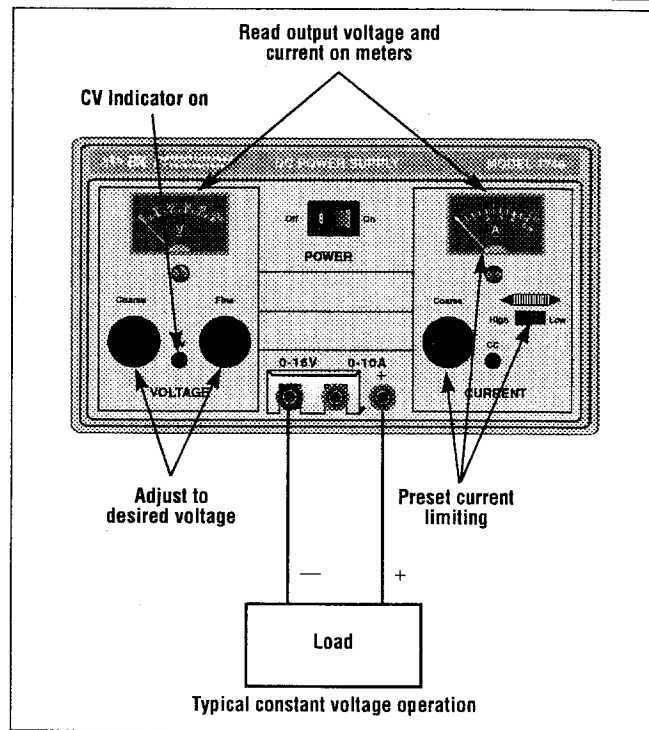 Read output voltage and
current on meters
CV Indicator on
DC POWER SUPPLY
MODEL
V
Off
On
POWER
A
Coarse
Fine
Coarse
High
Low
CC
VOLTAGE
0-16V
0-10A
+
CURRENT
Adjust to
desired voltage
Preset current
limiting
—
+
Load
Typical constant voltage operation